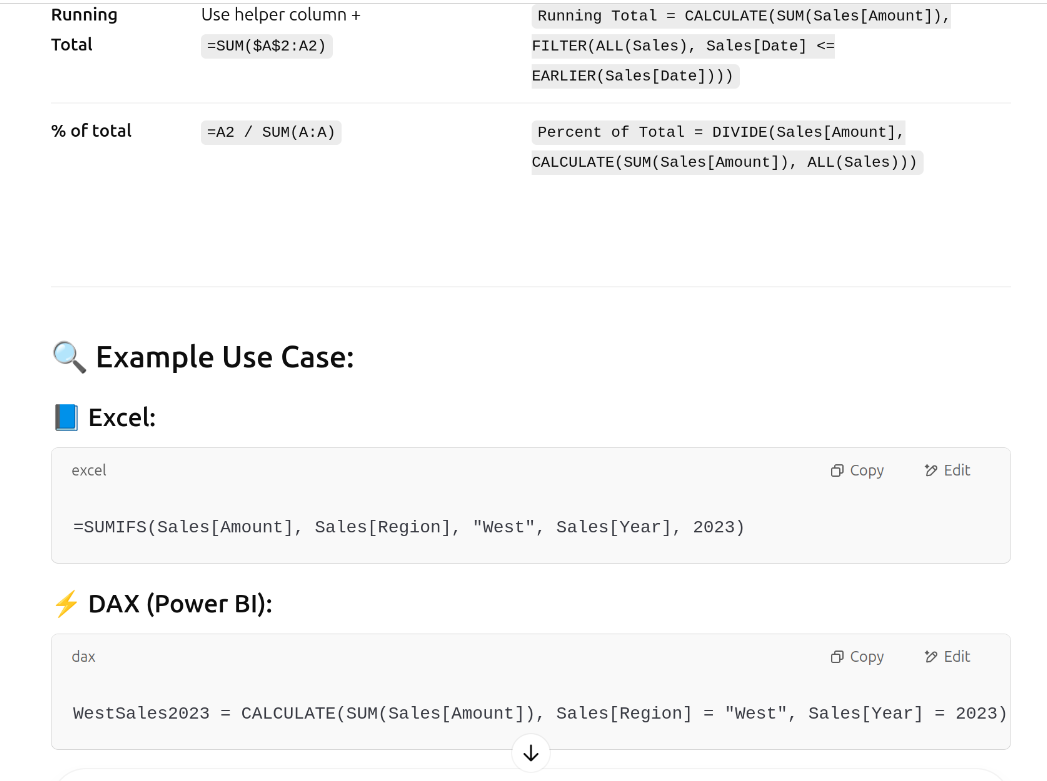 Running Total
Use helper column +
=SUM($A$2:A2)
Running Total = CALCULATE(SUM(Sales[Amount]),
FILTER(ALL(Sales), Sales[Date] <=
EARLIER(Sales[Date])))
% of total
=A2 / SUM(A:A)
Percent of Total = DIVIDE(Sales[Amount],
CALCULATE(SUM(Sales[Amount]), ALL(Sales)))
🔍 Example Use Case:
📘 Excel:
excel
Copy
Edit
=SUMIFS(Sales[Amount], Sales[Region], "West", Sales[Year], 2023)
⚡ DAX (Power BI):
dax
Copy
Edit
WestSales2023 = CALCULATE(SUM(Sales[Amount]), Sales[Region] = "West", Sales[Year] = 2023)